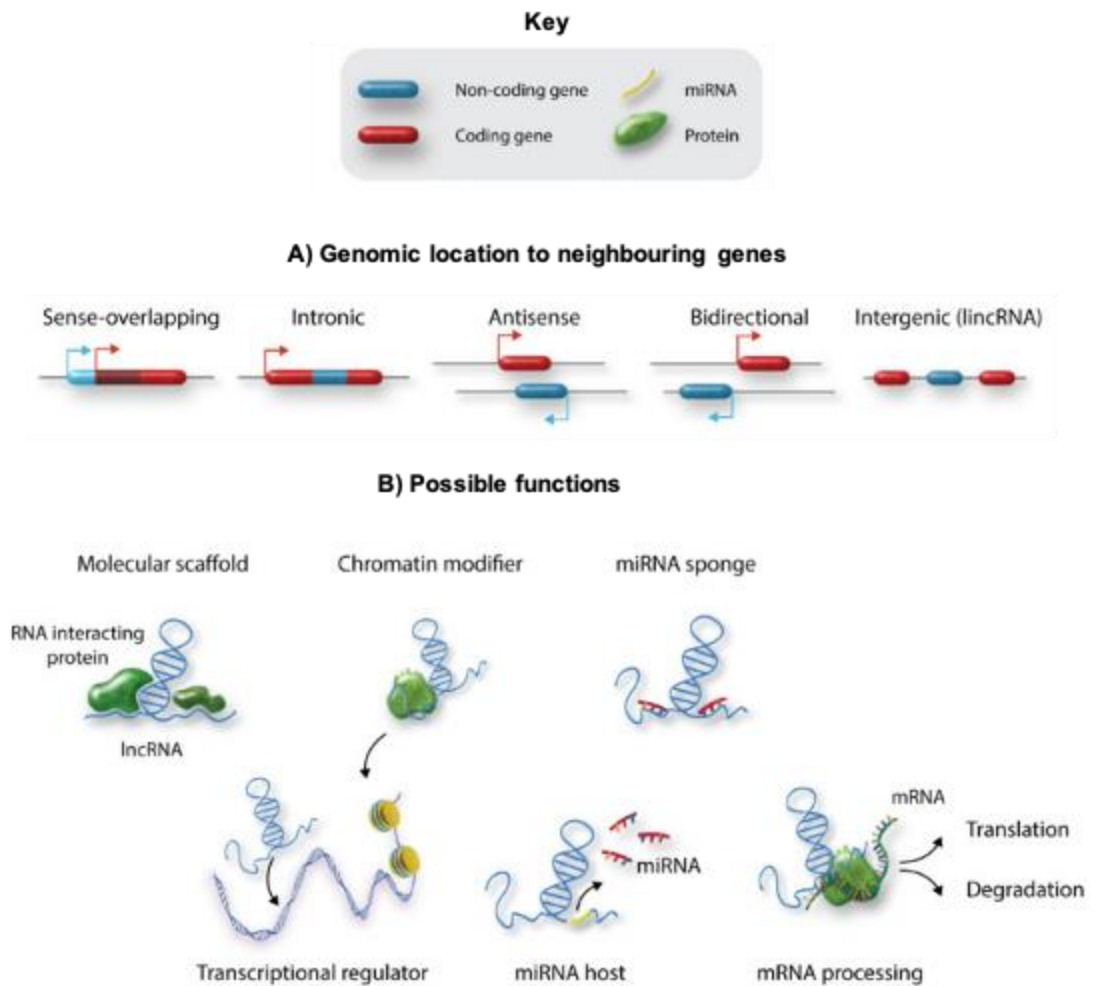 Key
Non-coding gene
miRNA
Coding gene
Protein
A) Genomic location to neighbouring genes
Sense-overlapping
Intronic
Antisense
Bidirectional
Intergenic (lincRNA)
B) Possible functions
Molecular scaffold
Chromatin modifier
miRNA sponge
RNA interacting
protein
lncRNA
mRNA
Translation
miRNA
Degradation
Transcriptional regulator
miRNA host
mRNA processing